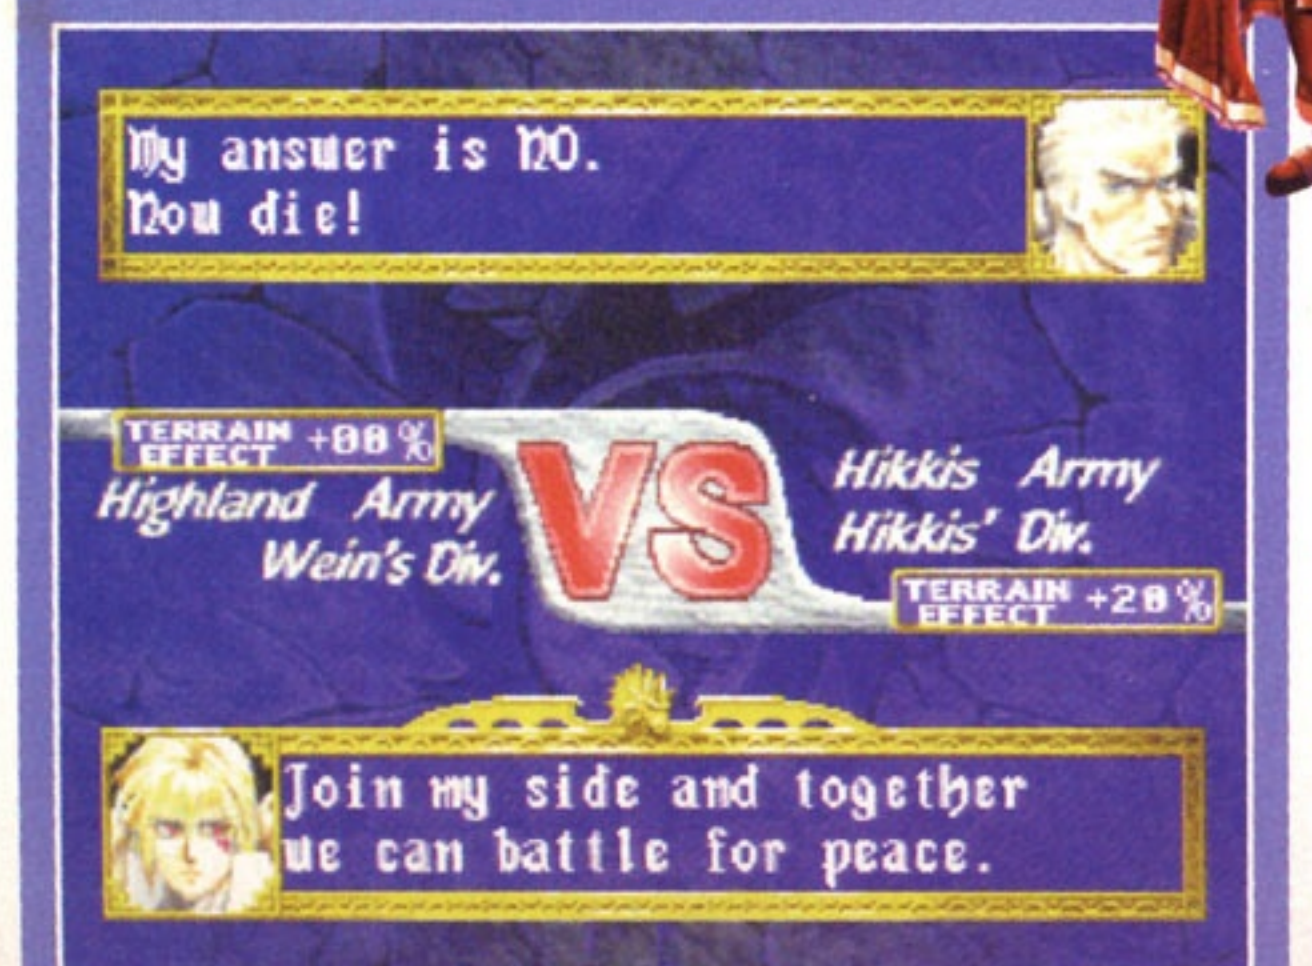 My answer is NO.
Now die!
TERRAIN
EFFECT +00%
Highland Army
Wein's Div.
VS
Hikkis Army
Hikkis' Div.
TERRAIN
EFFECT +20%
Join my side and together
we can battle for peace.